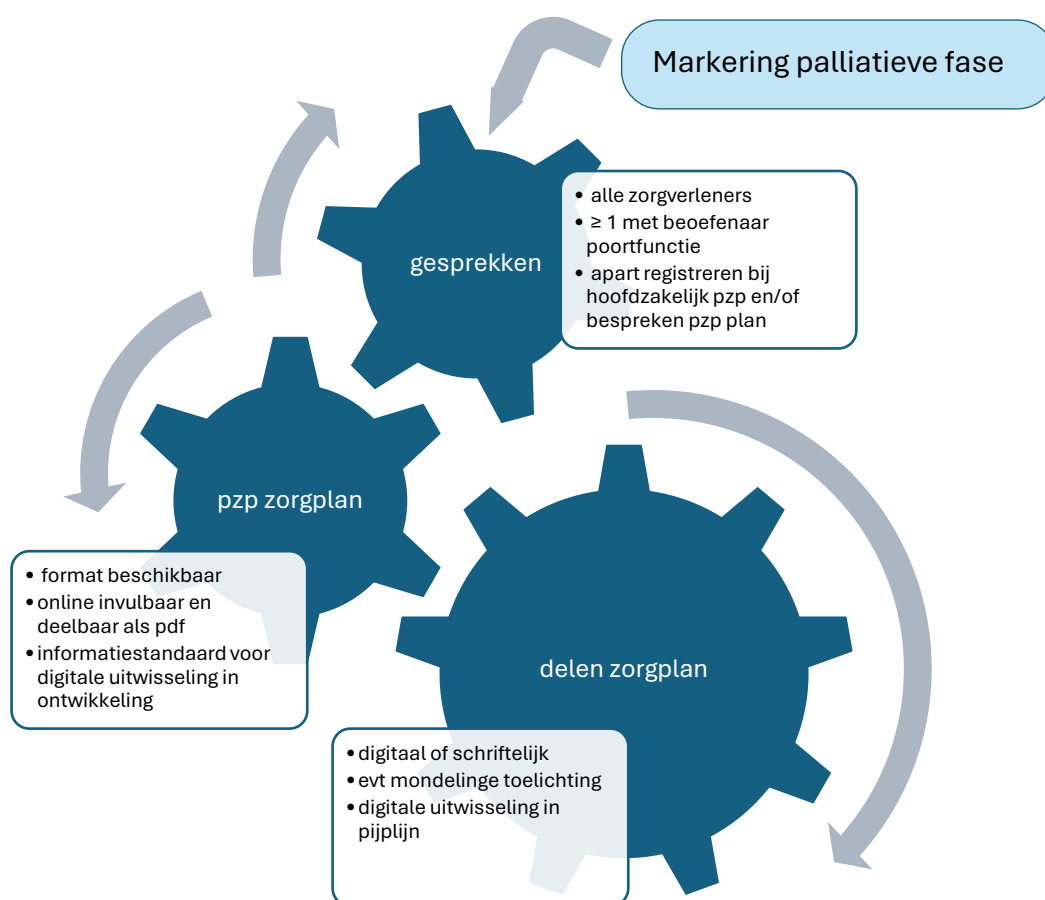 Markering palliatieve fase
gesprekken
• alle zorgverleners
• ≥ 1 met beoefenaar
poortfunctie
• apart registreren bij
hoofdzakelijk pzp en/of
bespreken pzp plan
pzp zorgplan
• format beschikbaar
• online invulbaar en
deelbaar als pdf
• informatiestandaard voor
digitale uitwisseling in
ontwikkeling
delen zorgplan
• digitaal of schriftelijk
• evt mondelinge toelichting
• digitale uitwisseling in
pijplijn